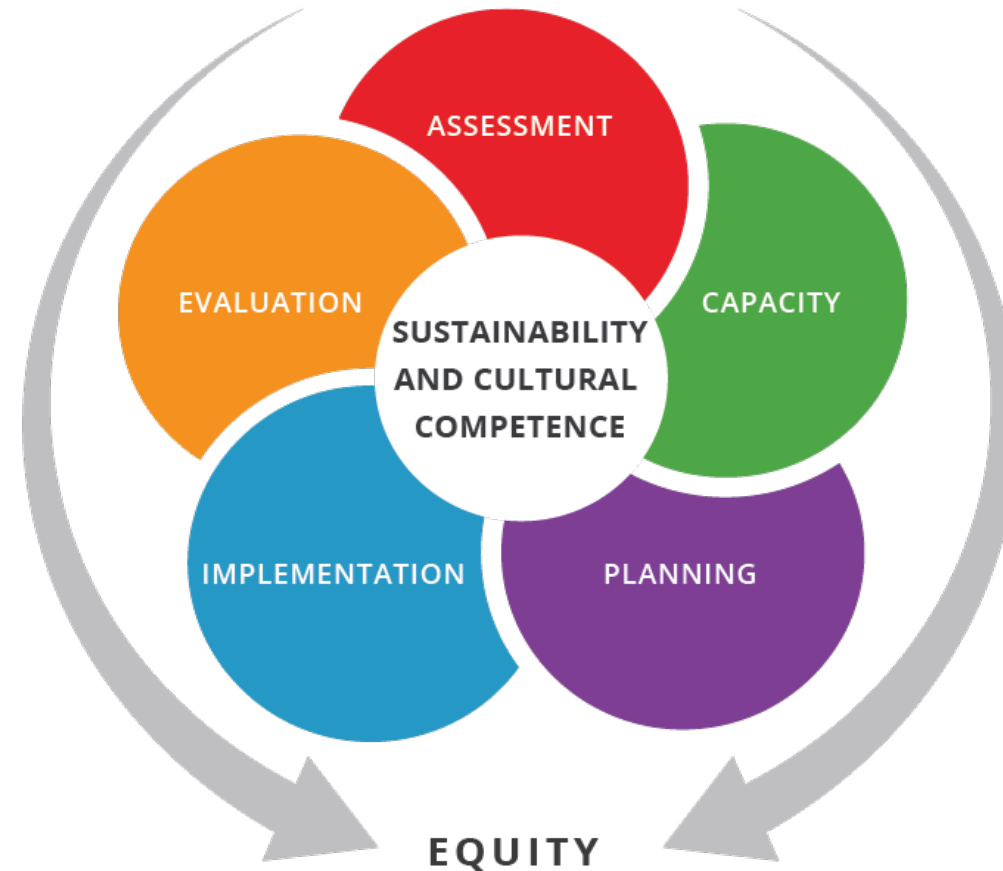 ASSESSMENT
CAPACITY
EVALUATION
SUSTAINABILITY
AND CULTURAL
COMPETENCE
IMPLEMENTATION
PLANNING
EQUITY